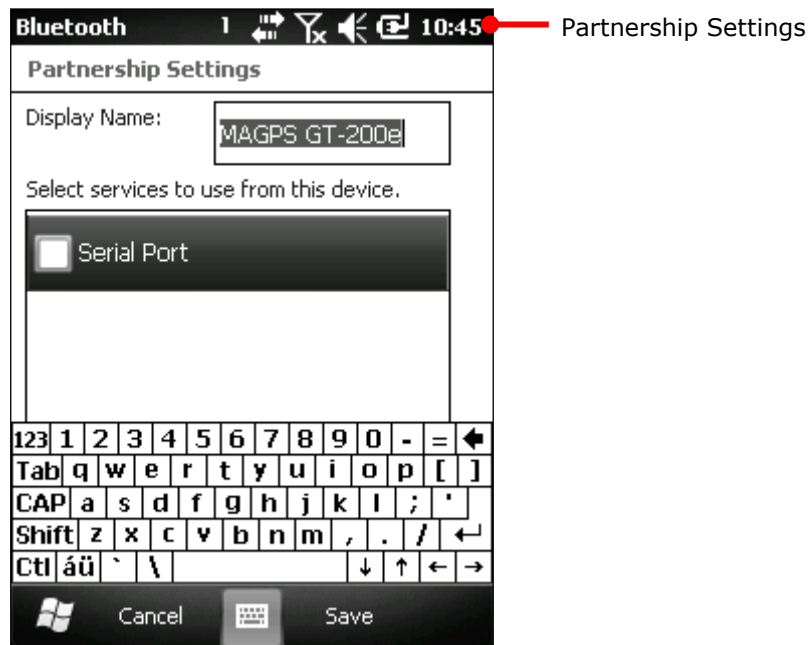 Bluetooth 1 10:45 Partnership Settings
Partnership Settings
Display Name: MAGPS GT-200e
Select services to use from this device.
Serial Port
123 1 2 3 4 5 6 7 8 9 0 - =
Tab q w e r t y u i o p [ ]
CAP a s d f g h j k l ; '
Shift z x c v b n m , . / ↵
Ctl áü ` \ ↓ ↑ ← →
Cancel Save